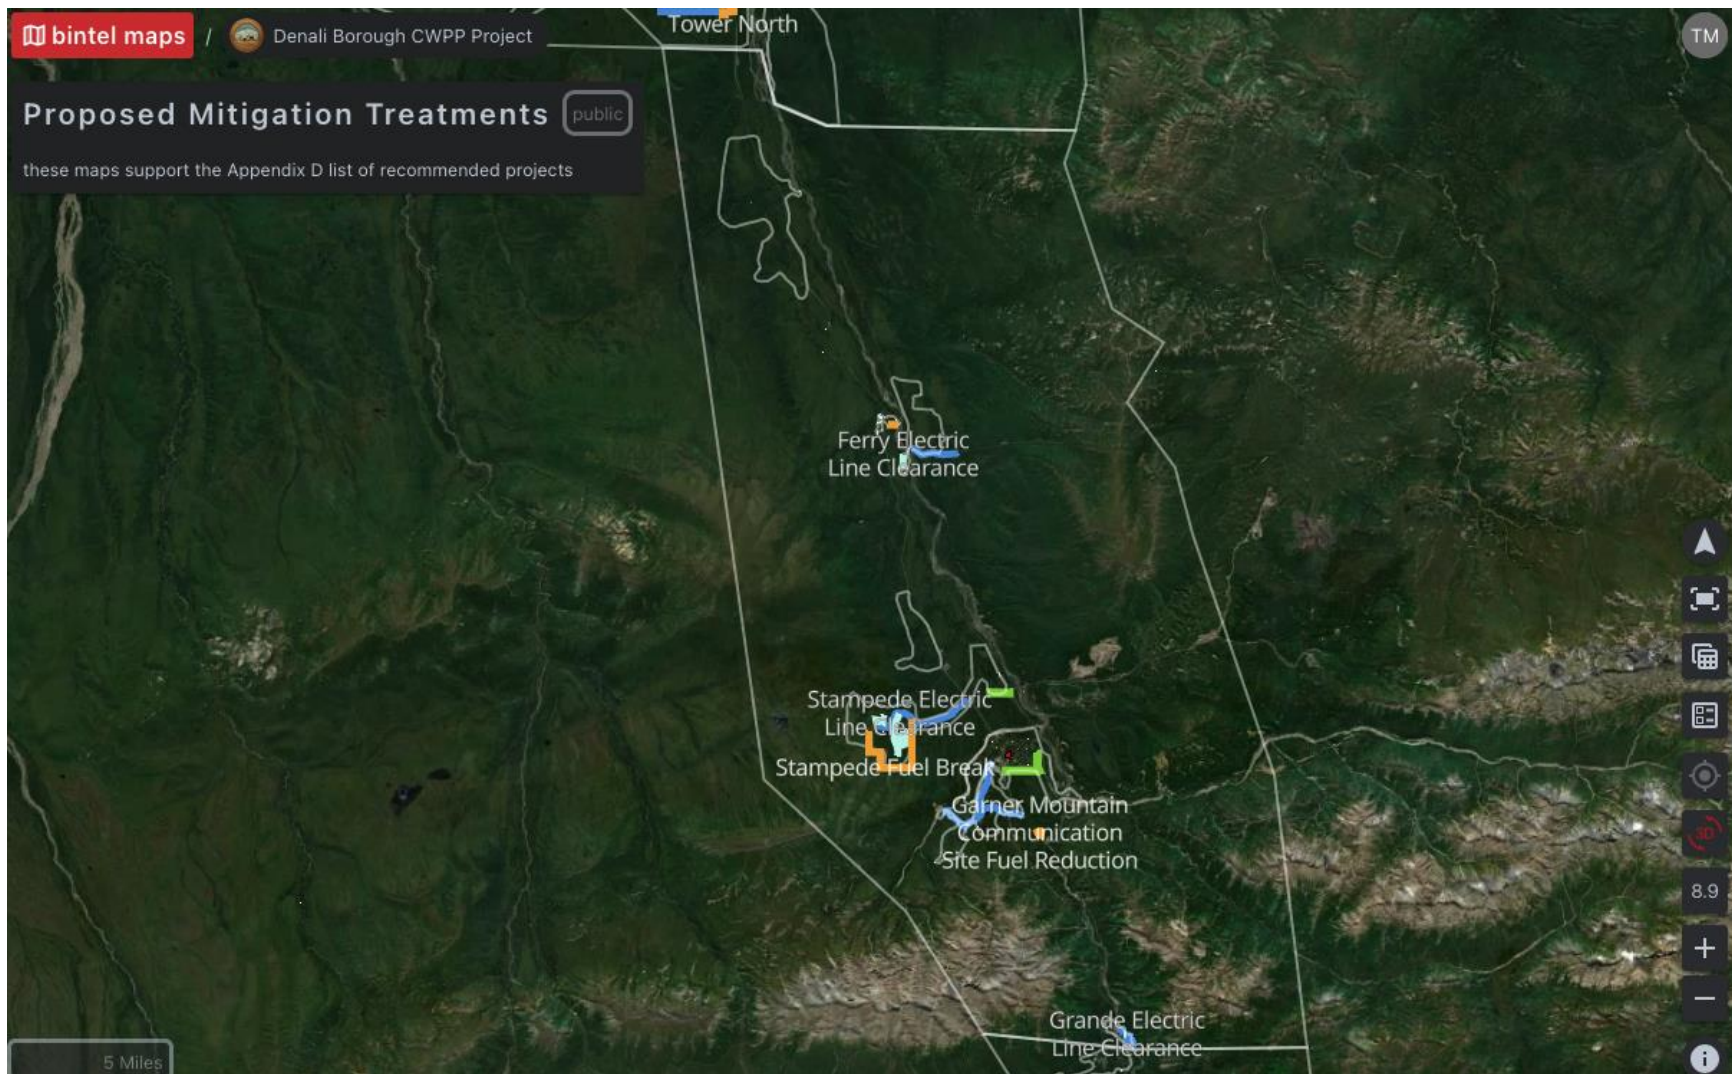 bintel maps / Denali Borough CWPP Project
TM
Proposed Mitigation Treatments public
these maps support the Appendix D list of recommended projects
Tower North
Ferry Electric
Line Clearance
Stampede Electric
Line Clearance
Stampede Fuel Break
Garner Mountain
Communication
Site Fuel Reduction
3D
8.9
Grande Electric
Line Clearance
5 Miles